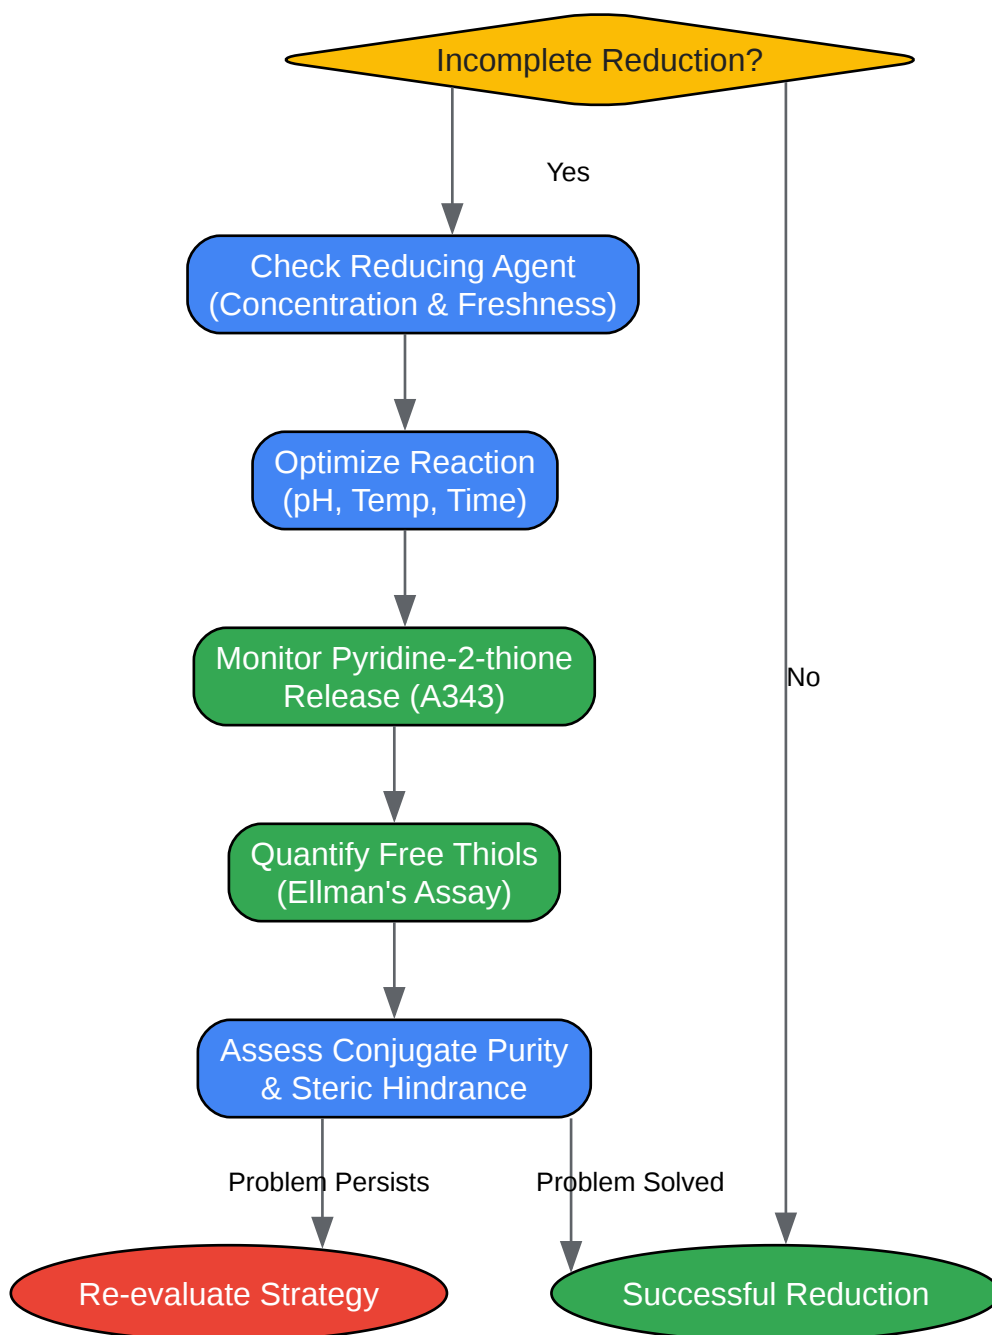 Incomplete Reduction?
Yes
Check Reducing Agent
(Concentration & Freshness)
Optimize Reaction
(pH, Temp, Time)
Monitor Pyridine-2-thione
Release (A343)
No
Quantify Free Thiols
(Ellman's Assay)
Assess Conjugate Purity
& Steric Hindrance
Problem Persists
Problem Solved
Re-evaluate Strategy
Successful Reduction